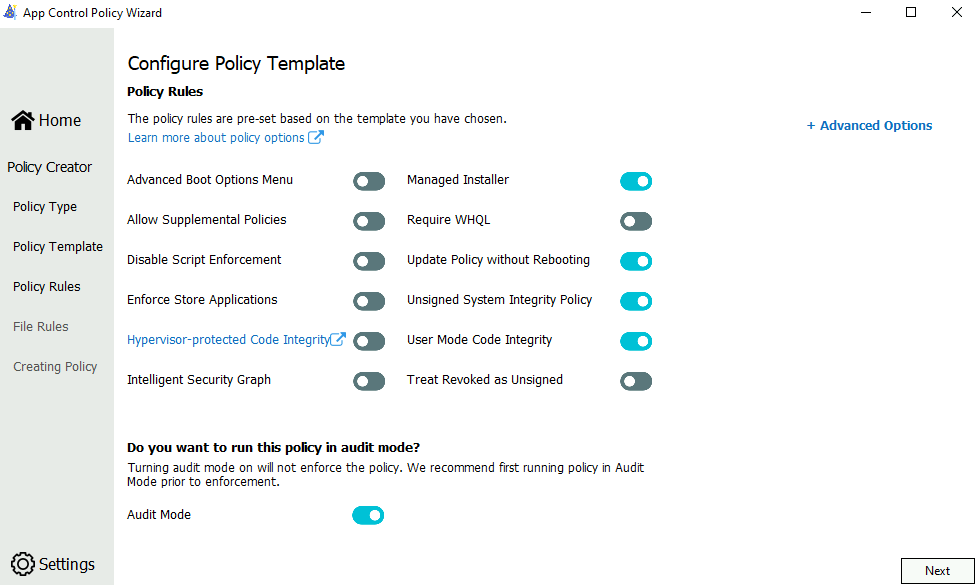 App Control Policy Wizard
Home
Policy Creator
Policy Type
Policy Template
Policy Rules
File Rules
Creating Policy
Settings
Configure Policy Template
Policy Rules
The policy rules are pre-set based on the template you have chosen.
Learn more about policy options
+ Advanced Options
Advanced Boot Options Menu
Managed Installer
Allow Supplemental Policies
Require WHQL
Disable Script Enforcement
Update Policy without Rebooting
Enforce Store Applications
Unsigned System Integrity Policy
Hypervisor-protected Code Integrity
User Mode Code Integrity
Intelligent Security Graph
Treat Revoked as Unsigned
Do you want to run this policy in audit mode?
Turning audit mode on will not enforce the policy. We recommend first running policy in Audit
Mode prior to enforcement.
Audit Mode
Next